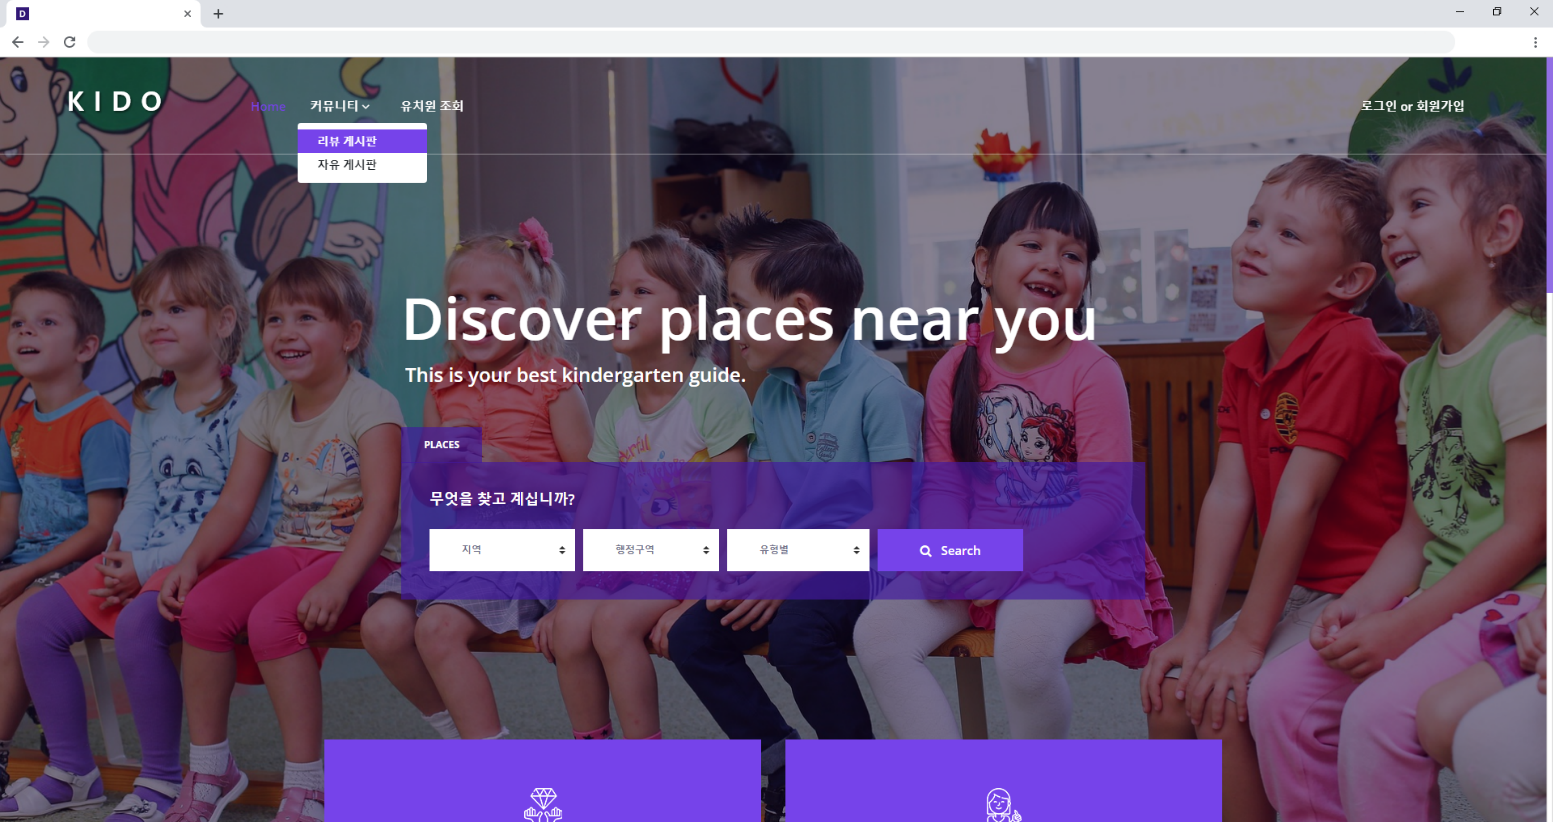 D
KIDO
Home 커뮤니티 유치원 조회 로그인 or 회원가입
리뷰 게시판
자유 게시판
Discover places near you
This is your best kindergarten guide.
PLACES
무엇을 찾고 계십니까?
지역 행정구역 유형별 Search